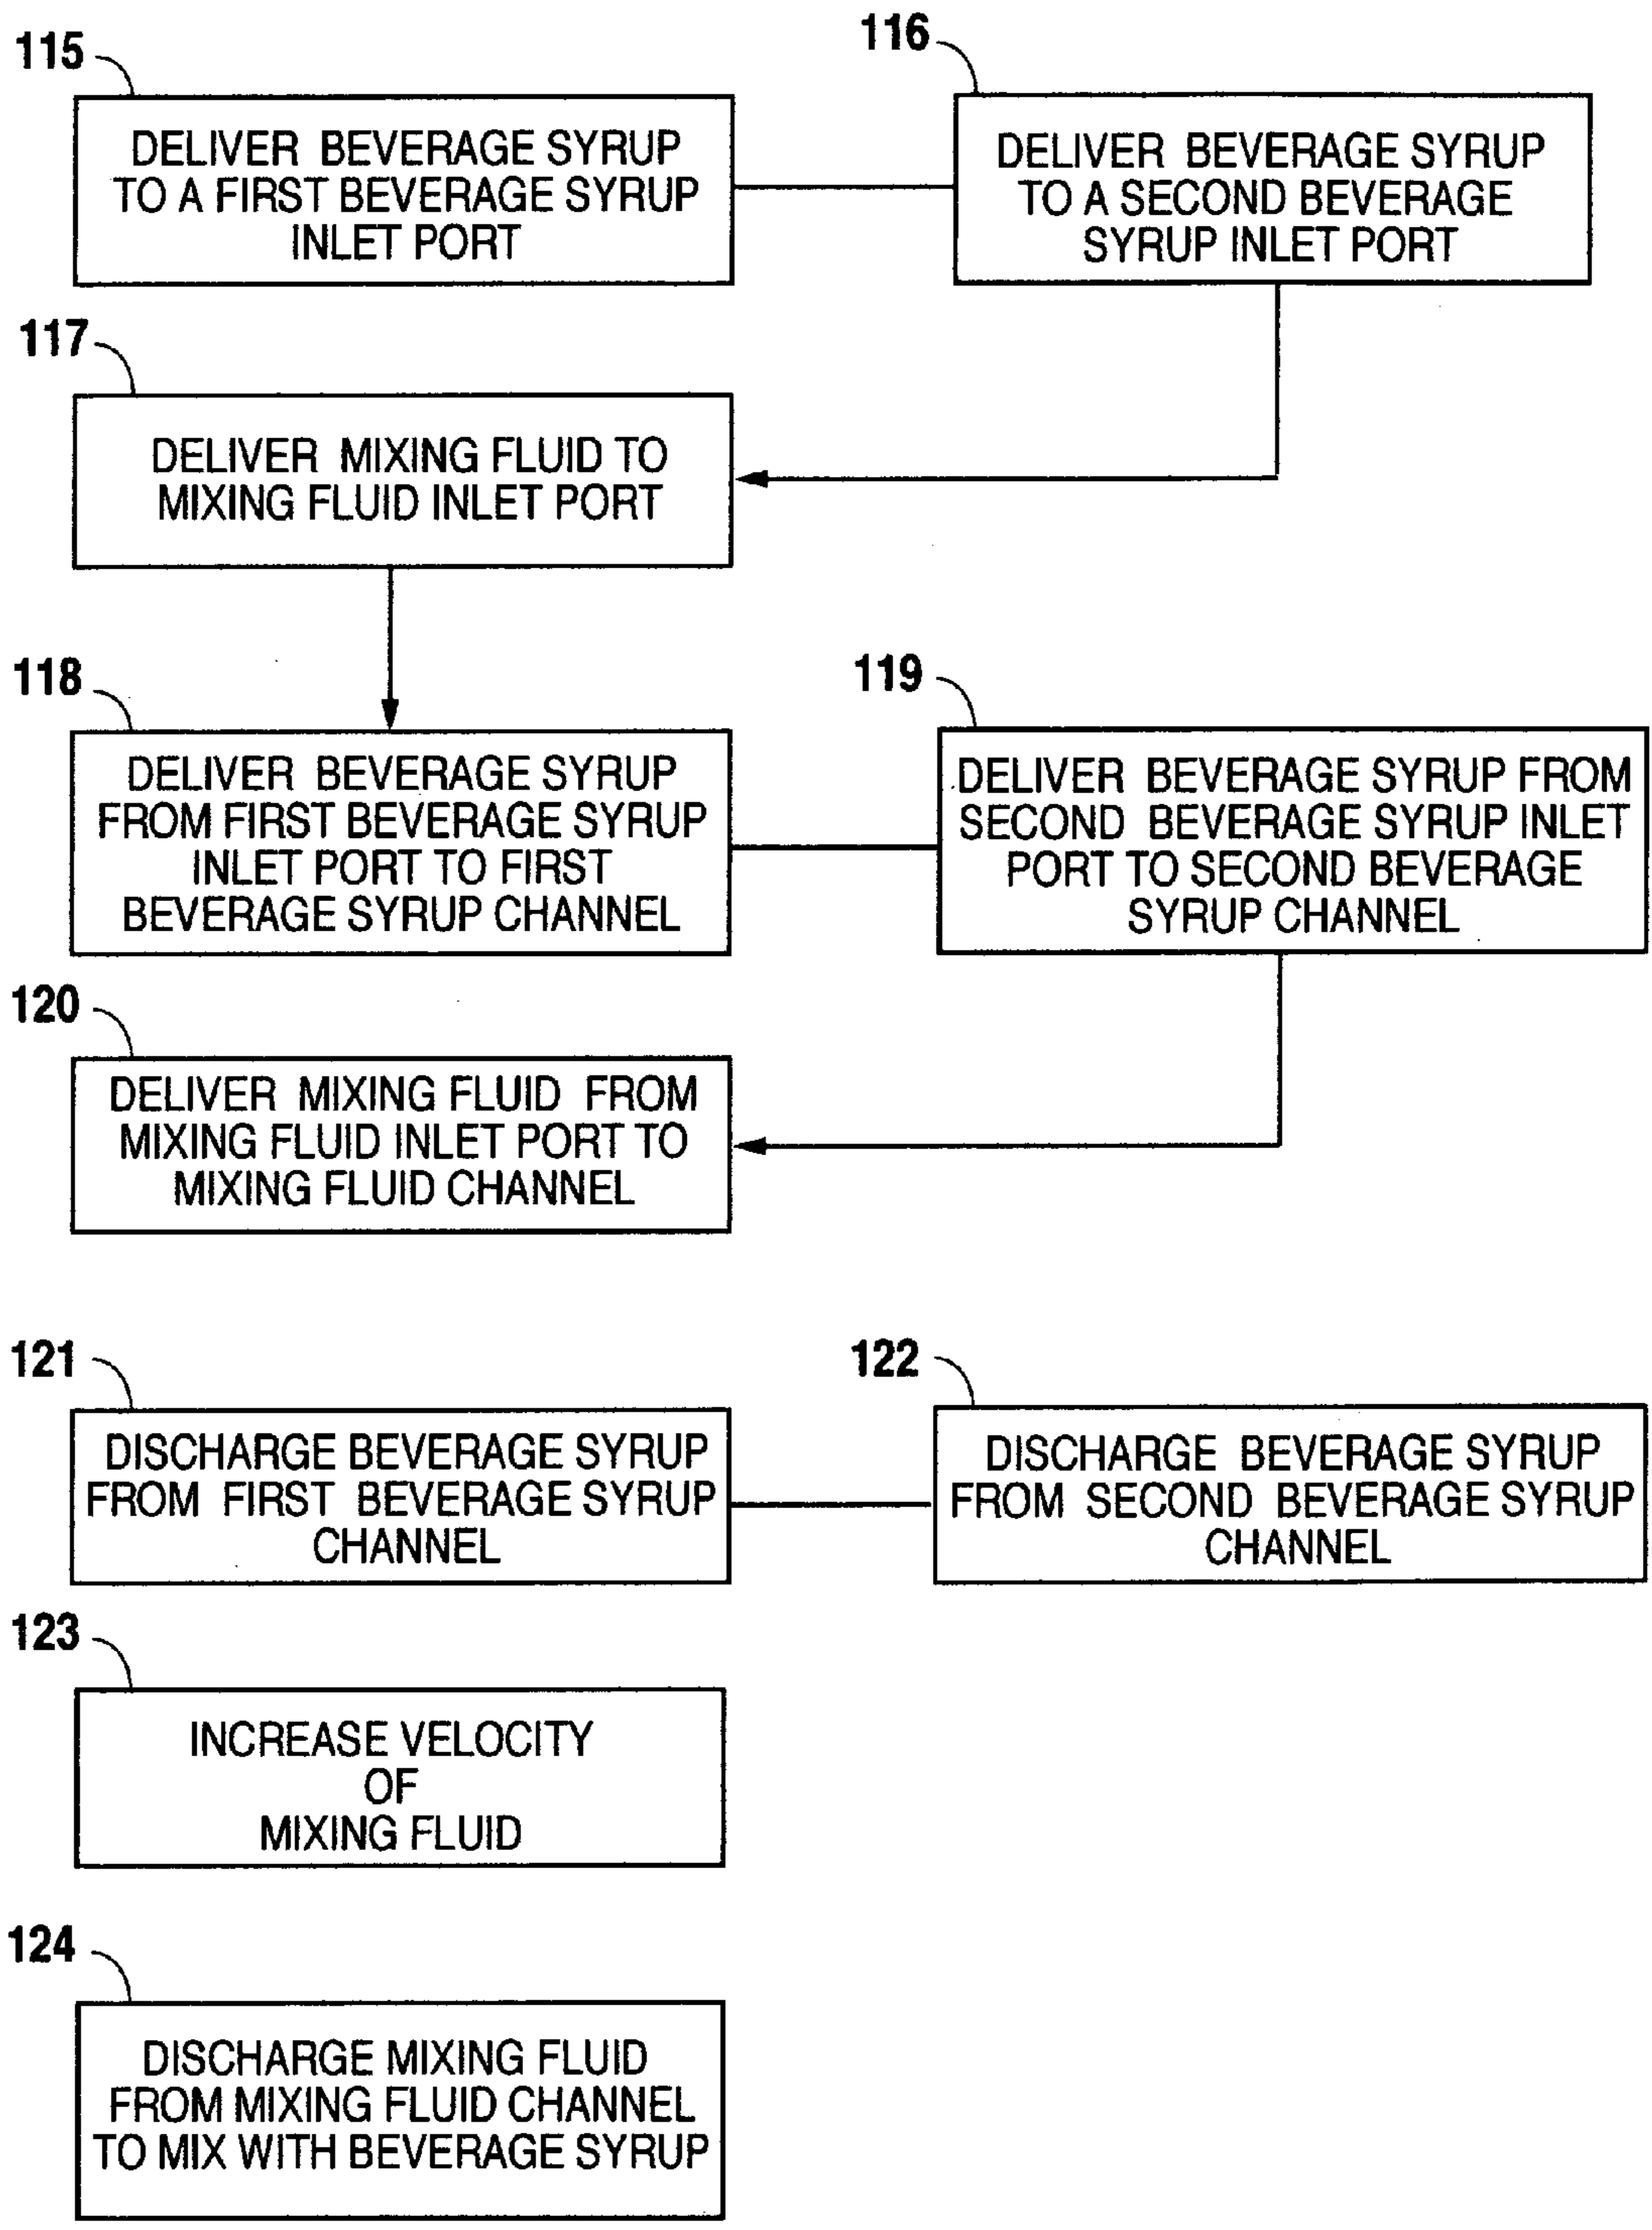 115
DELIVER BEVERAGE SYRUP
TO A FIRST BEVERAGE SYRUP
INLET PORT
116
DELIVER BEVERAGE SYRUP
TO A SECOND BEVERAGE
SYRUP INLET PORT
117
DELIVER MIXING FLUID TO
MIXING FLUID INLET PORT
118
DELIVER BEVERAGE SYRUP
FROM FIRST BEVERAGE SYRUP
INLET PORT TO FIRST
BEVERAGE SYRUP CHANNEL
119
DELIVER BEVERAGE SYRUP FROM
SECOND BEVERAGE SYRUP INLET
PORT TO SECOND BEVERAGE
SYRUP CHANNEL
120
DELIVER MIXING FLUID FROM
MIXING FLUID INLET PORT TO
MIXING FLUID CHANNEL
121
DISCHARGE BEVERAGE SYRUP
FROM FIRST BEVERAGE SYRUP
CHANNEL
122
DISCHARGE BEVERAGE SYRUP
FROM SECOND BEVERAGE SYRUP
CHANNEL
123
INCREASE VELOCITY
OF
MIXING FLUID
124
DISCHARGE MIXING FLUID
FROM MIXING FLUID CHANNEL
TO MIX WITH BEVERAGE SYRUP